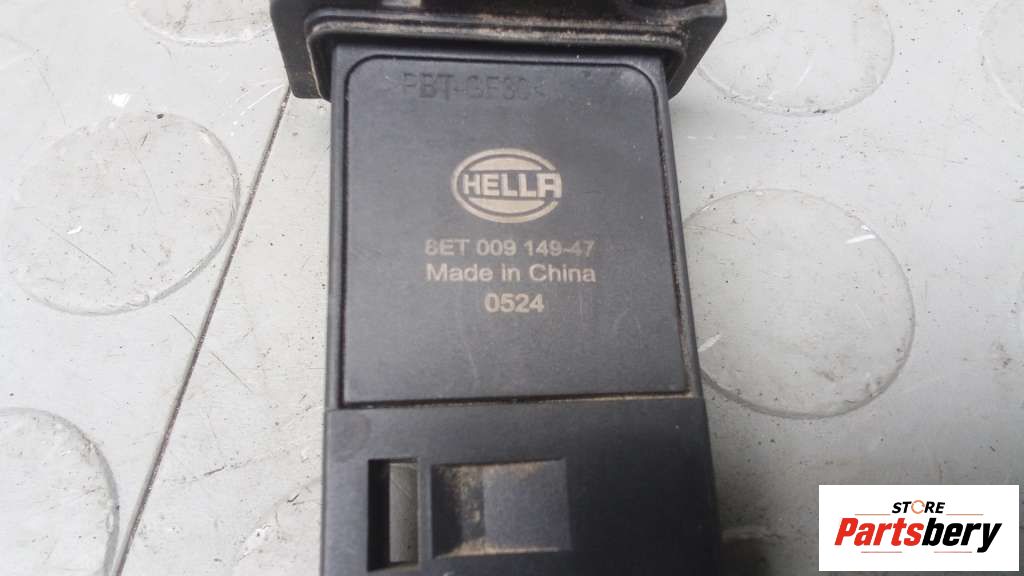 >PBT-GF30<
HELLA
8ET 009 149-47
Made in China
0524
STORE
Partsbery